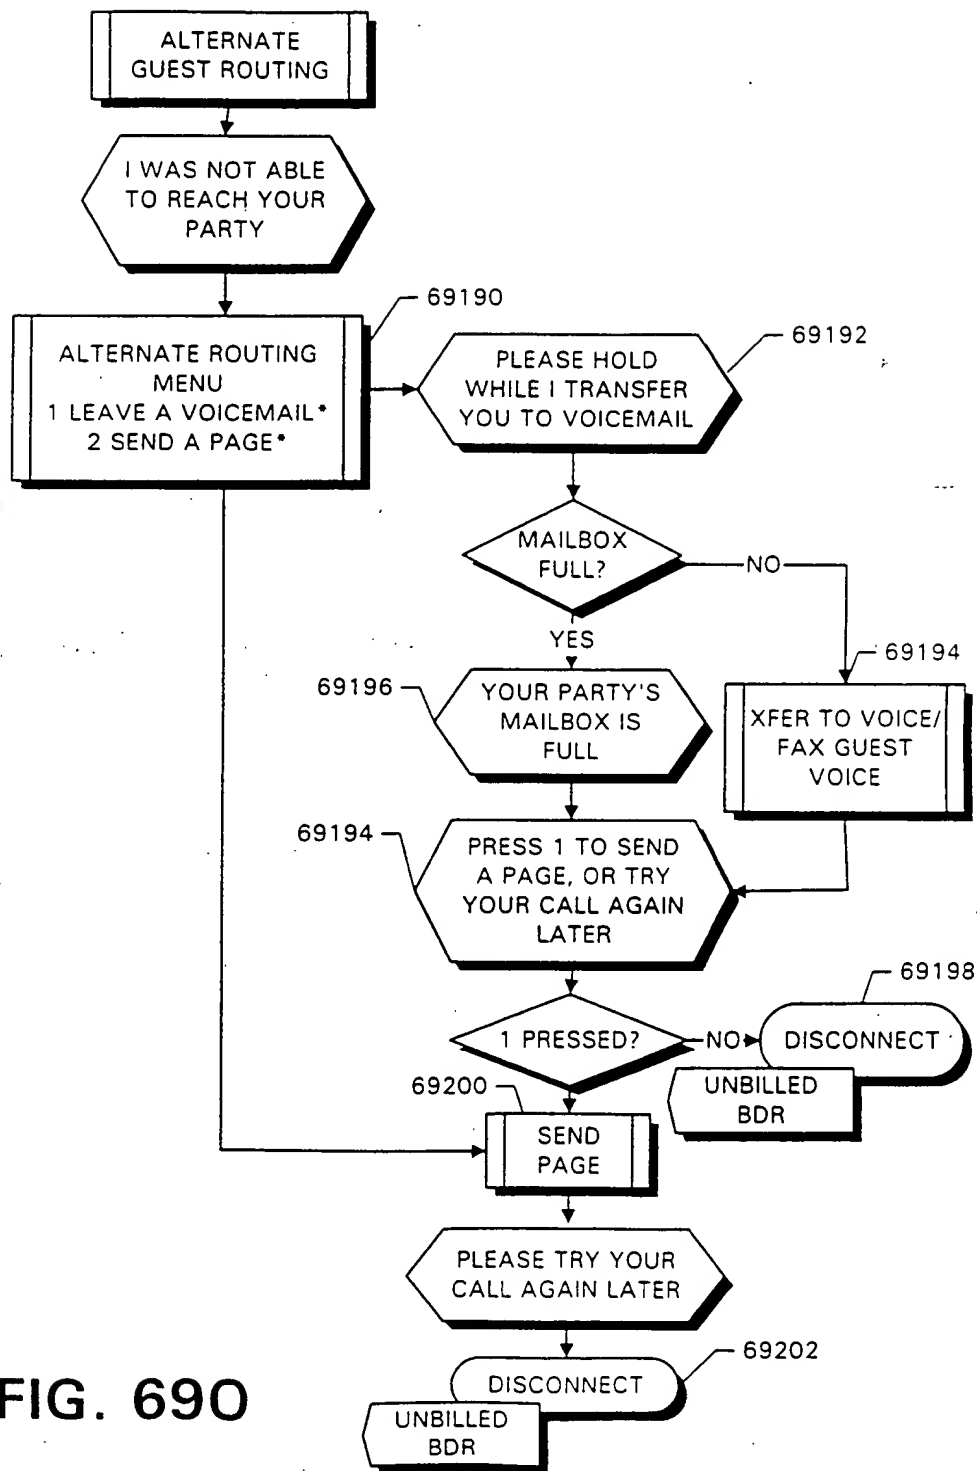 ALTERNATE
GUEST ROUTING
I WAS NOT ABLE
TO REACH YOUR
PARTY
69190
ALTERNATE ROUTING
MENU
1 LEAVE A VOICEMAIL*
2 SEND A PAGE*
69192
PLEASE HOLD
WHILE I TRANSFER
YOU TO VOICEMAIL
MAILBOX
FULL?
NO
YES
69194
XFER TO VOICE/
FAX GUEST
VOICE
69196
YOUR PARTY'S
MAILBOX IS
FULL
69194
PRESS 1 TO SEND
A PAGE, OR TRY
YOUR CALL AGAIN
LATER
1 PRESSED?
NO
69198
DISCONNECT
UNBILLED
BDR
69200
SEND
PAGE
PLEASE TRY YOUR
CALL AGAIN LATER
69202
DISCONNECT
UNBILLED
BDR
FIG. 690